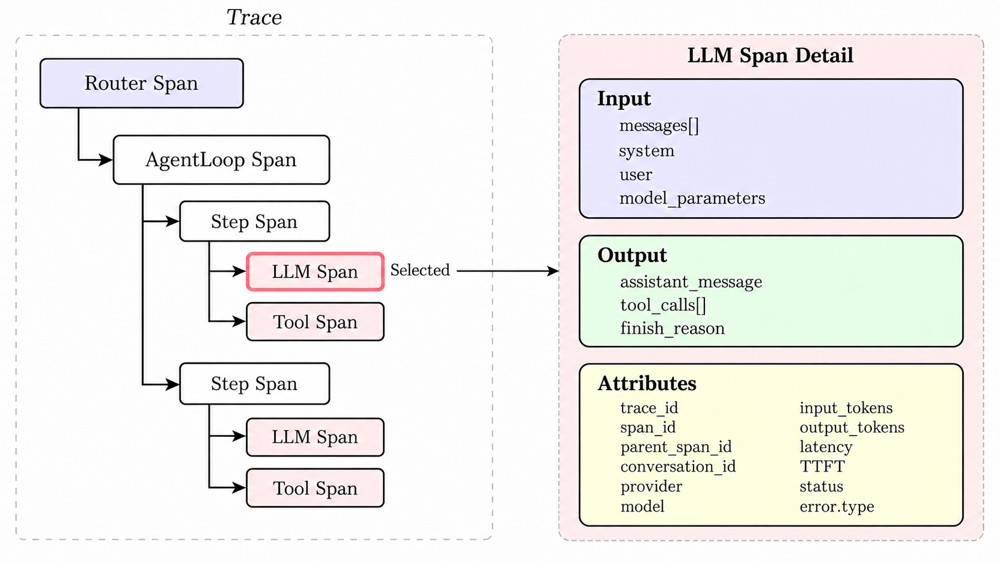 Trace
Router Span
AgentLoop Span
Step Span
LLM Span
Selected
Tool Span
Step Span
LLM Span
Tool Span
LLM Span Detail
Input
messages[]
system
user
model_parameters
Output
assistant_message
tool_calls[]
finish_reason
Attributes
trace_id
span_id
parent_span_id
conversation_id
provider
model
input_tokens
output_tokens
latency
TTFT
status
error.type